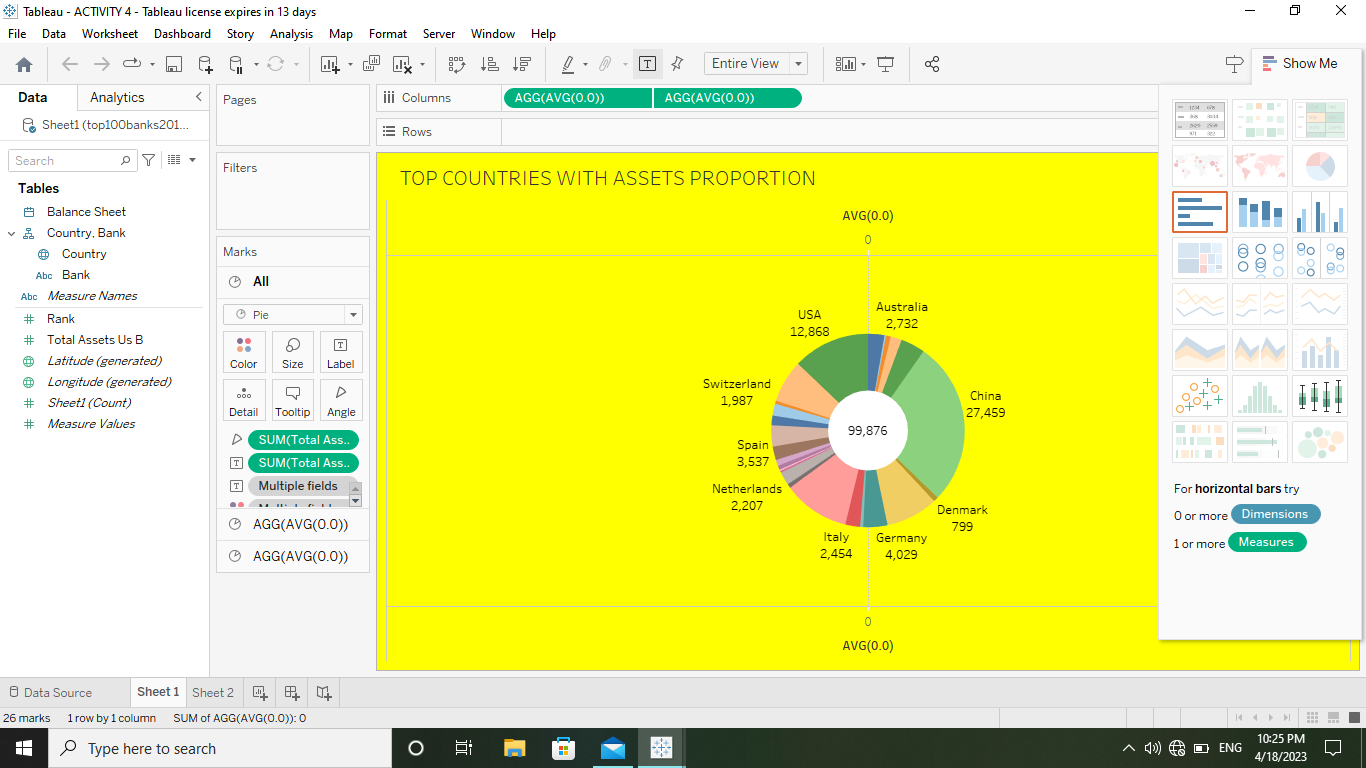 Tableau - ACTIVITY 4 - Tableau license expires in 13 days
File Data Worksheet Dashboard Story Analysis Map Format Server Window Help
Entire View
Show Me
Data Analytics
Sheet1 (top100banks201...
Search
Tables
Balance Sheet
Country, Bank
Country
Abc Bank
Abc Measure Names
Rank
Total Assets Us B
Latitude (generated)
Longitude (generated)
Sheet1 (Count)
Measure Values
Pages
Filters
Marks
All
Pie
Color Size Label
Detail Tooltip Angle
SUM(Total Ass..
SUM(Total Ass..
Multiple fields
AGG(AVG(0.0))
AGG(AVG(0.0))
Columns AGG(AVG(0.0)) AGG(AVG(0.0))
Rows
TOP COUNTRIES WITH ASSETS PROPORTION
AVG(0.0)
0
USA
12,868
Australia
2,732
Switzerland
1,987
China
27,459
99,876
Spain
3,537
Netherlands
2,207
Denmark
799
Italy
2,454
Germany
4,029
0
AVG(0.0)
For horizontal bars try
0 or more Dimensions
1 or more Measures
Data Source Sheet 1 Sheet 2
26 marks 1 row by 1 column SUM of AGG(AVG(0.0)): 0
Type here to search
ENG
10:25 PM
4/18/2023